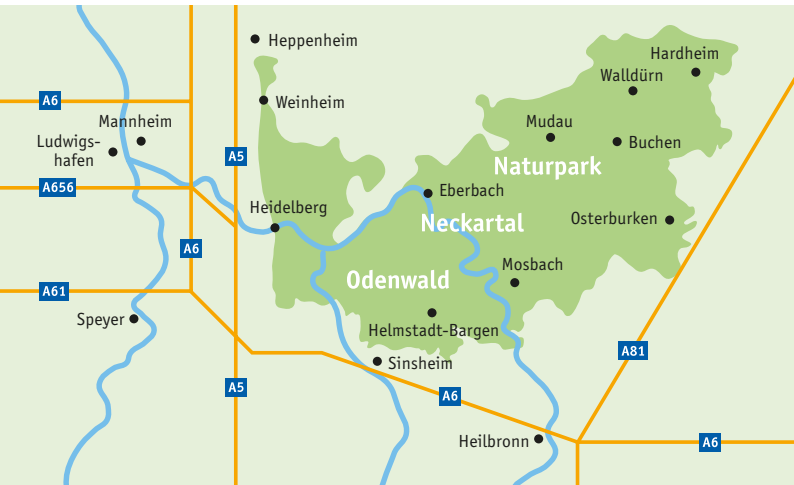 Heppenheim
Hardheim
Walldürn
A6
Weinheim
Mannheim
Mudau
Ludwigs-
hafen
Buchen
A5
Naturpark
A656
Eberbach
Heidelberg
Neckartal
Osterburken
A6
Mosbach
Odenwald
A61
Speyer
Helmstadt-Bargen
A81
Sinsheim
A5
A6
Heilbronn
A6